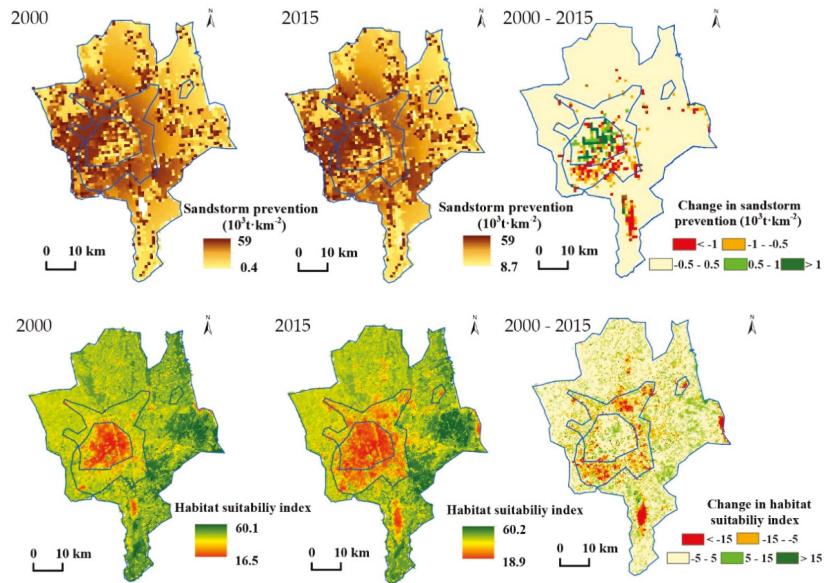 2000
N
2015
N
2000 - 2015
N
Sandstorm prevention
(10³t·km⁻²)
59
0.4
0 10 km
Sandstorm prevention
(10³t·km⁻²)
59
8.7
0 10 km
Change in sandstorm
prevention (10³t·km⁻²)
< -1 -1 - -0.5
-0.5 - 0.5 0.5 - 1 > 1
0 10 km
2000
N
2015
N
2000 - 2015
N
Habitat suitabiliy index
60.1
16.5
0 10 km
Habitat suitabiliy index
60.2
18.9
0 10 km
Change in habitat
suitabiliy index
< -15 -15 - -5
-5 - 5 5 - 15 > 15
0 10 km